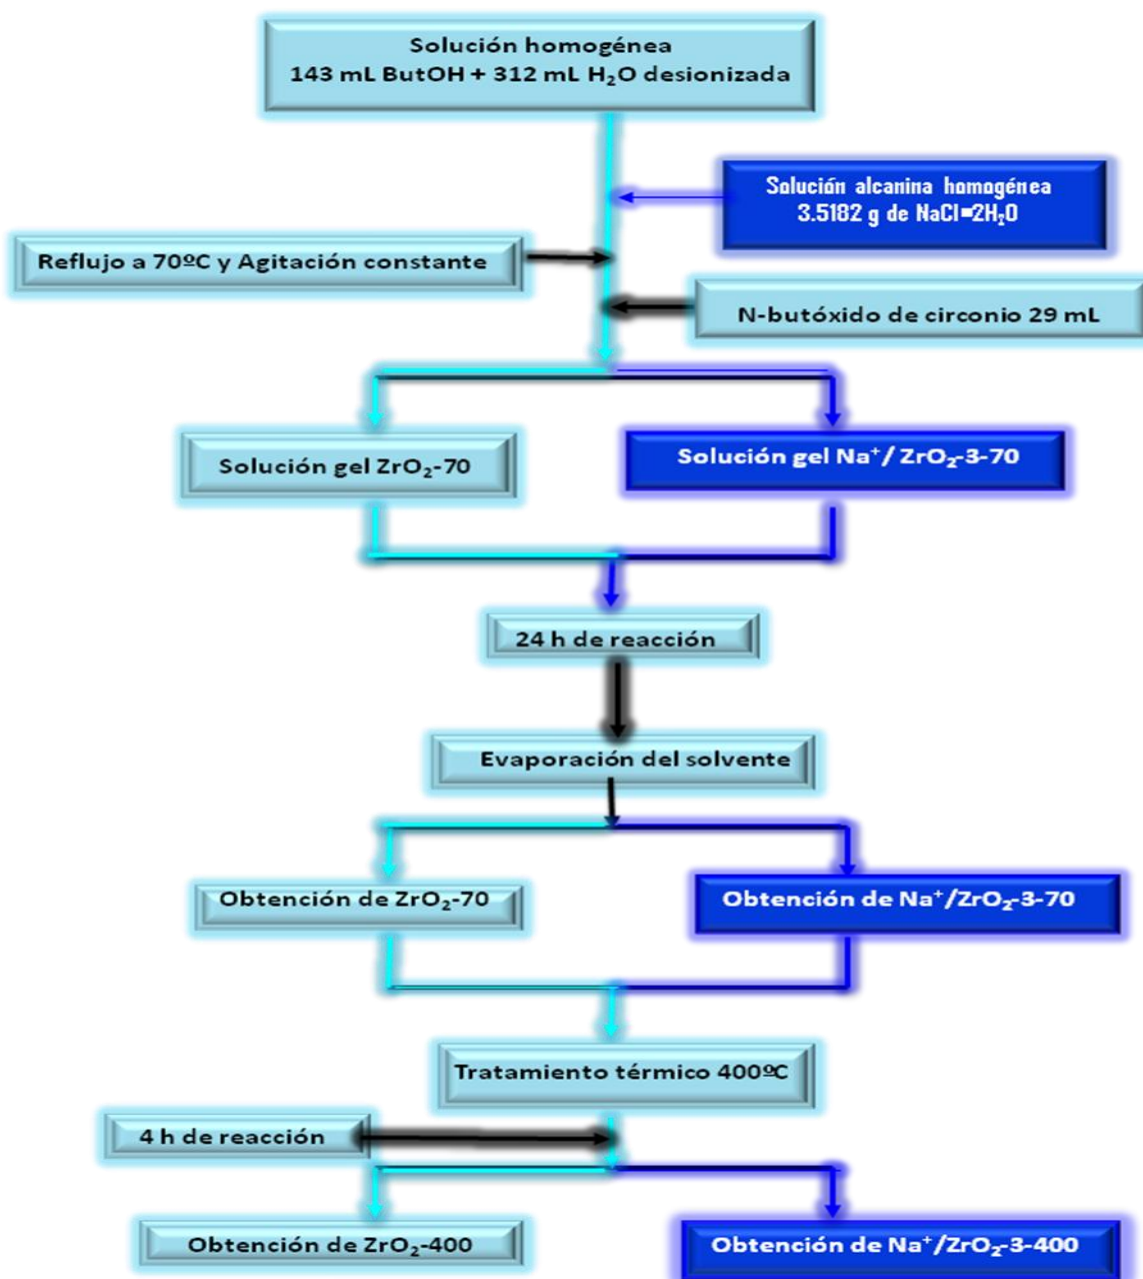 Solución homogénea
143 mL ButOH + 312 mL H₂O desionizada
Solución alcanina homogénea
3.5182 g de NaCl=2H₂O
Reflujo a 70ºC y Agitación constante
N-butóxido de circonio 29 mL
Solución gel ZrO₂-70
Solución gel Na⁺/ ZrO₂-3-70
24 h de reacción
Evaporación del solvente
Obtención de ZrO₂-70
Obtención de Na⁺/ZrO₂-3-70
Tratamiento térmico 400ºC
4 h de reacción
Obtención de ZrO₂-400
Obtención de Na⁺/ZrO₂-3-400